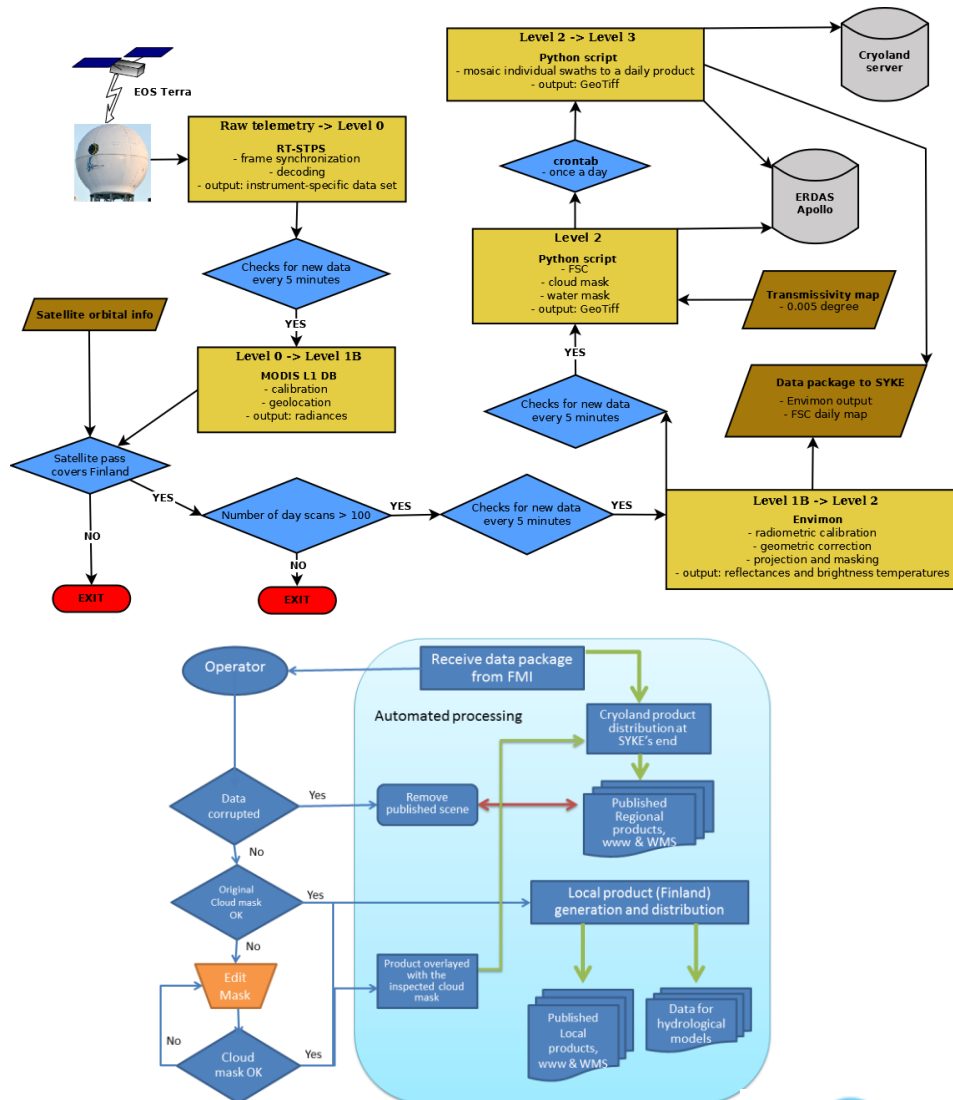 Level 2 -> Level 3
Python script
- mosaic individual swaths to a daily product
- output: GeoTiff
Cryoland
server
EOS Terra
Raw telemetry -> Level 0
RT-STPS
- frame synchronization
- decoding
- output: instrument-specific data set
crontab
- once a day
ERDAS
Apollo
Level 2
Python script
- FSC
- cloud mask
- water mask
- output: GeoTiff
Checks for new data
every 5 minutes
Transmissivity map
- 0.005 degree
Satellite orbital info
YES
Level 0 -> Level 1B
MODIS L1 DB
- calibration
- geolocation
- output: radiances
YES
Data package to SYKE
- Envimon output
- FSC daily map
Checks for new data
every 5 minutes
Satellite pass
covers Finland
YES
Number of day scans > 100
YES
Checks for new data
every 5 minutes
YES
Level 1B -> Level 2
Envimon
- radiometric calibration
- geometric correction
- projection and masking
- output: reflectances and brightness temperatures
NO
NO
EXIT
EXIT
Operator
Receive data package
from FMI
Automated processing
Cryoland product
distribution at
SYKE's end
Data
corrupted
Yes
Remove
published scene
Published
Regional
products,
www & WMS
No
Original
Cloud mask
OK
Yes
Local product (Finland)
generation and distribution
No
Edit
Mask
Product overlayed
with the
inspected cloud
mask
No
Cloud
mask OK
Yes
Published
Local
products,
www & WMS
Data for
hydrological
models